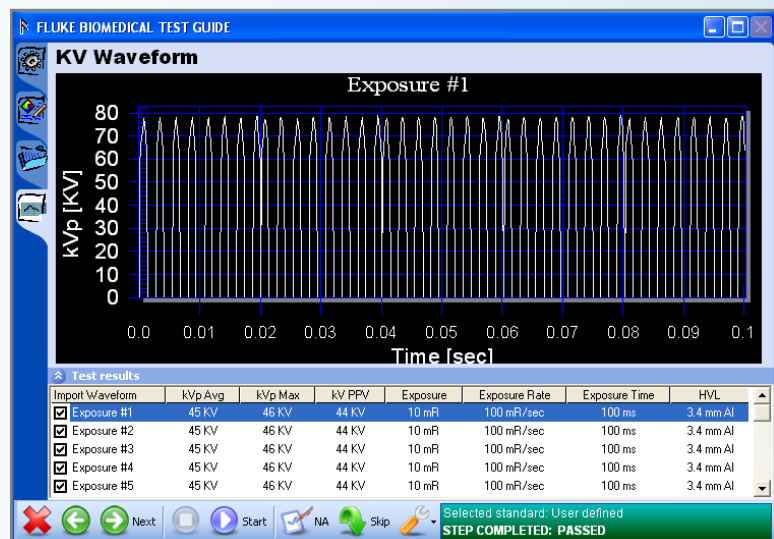 FLUKE BIOMEDICAL TEST GUIDE
KV Waveform
Exposure #1
80
70
60
50
40
30
20
10
0
kVp [KV]
0.0 0.01 0.02 0.03 0.04 0.05 0.06 0.07 0.08 0.09 0.1
Time [sec]
Test results
Import Waveform kVp Avg kVp Max kV PPV Exposure Exposure Rate Exposure Time HVL
Exposure #1 45 KV 46 KV 44 KV 10 mR 100 mR/sec 100 ms 3.4 mm Al
Exposure #2 45 KV 46 KV 44 KV 10 mR 100 mR/sec 100 ms 3.4 mm Al
Exposure #3 45 KV 46 KV 44 KV 10 mR 100 mR/sec 100 ms 3.4 mm Al
Exposure #4 45 KV 46 KV 44 KV 10 mR 100 mR/sec 100 ms 3.4 mm Al
Exposure #5 45 KV 46 KV 44 KV 10 mR 100 mR/sec 100 ms 3.4 mm Al
Next Start NA Skip
Selected standard: User defined
STEP COMPLETED: PASSED